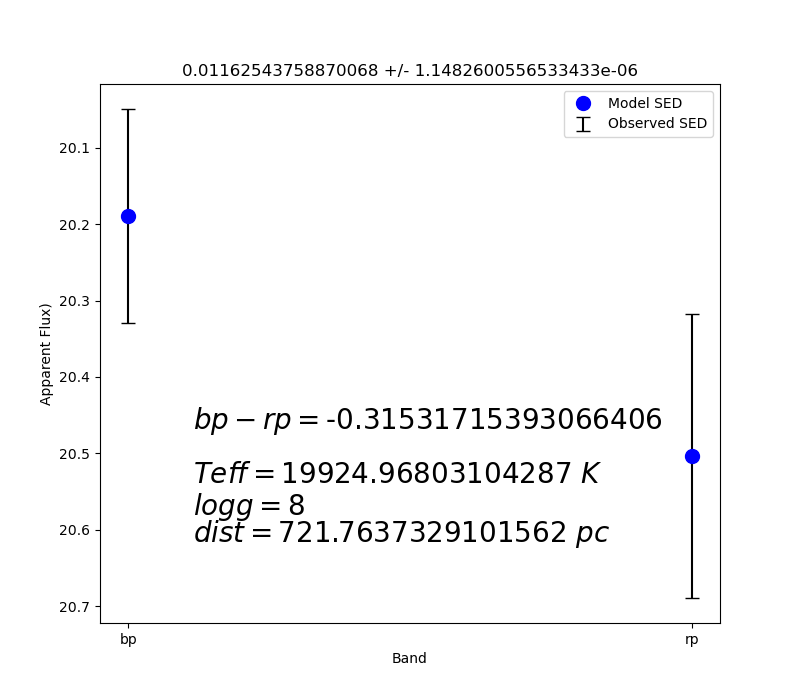 0.01162543758870068 +/- 1.1482600556533433e-06
Model SED
Observed SED
20.1
20.2
20.3
20.4
20.5
20.6
20.7
Apparent Flux)
bp − rp = -0.31531715393066406
Teff = 19924.96803104287 K
logg = 8
dist = 721.7637329101562 pc
bp
rp
Band